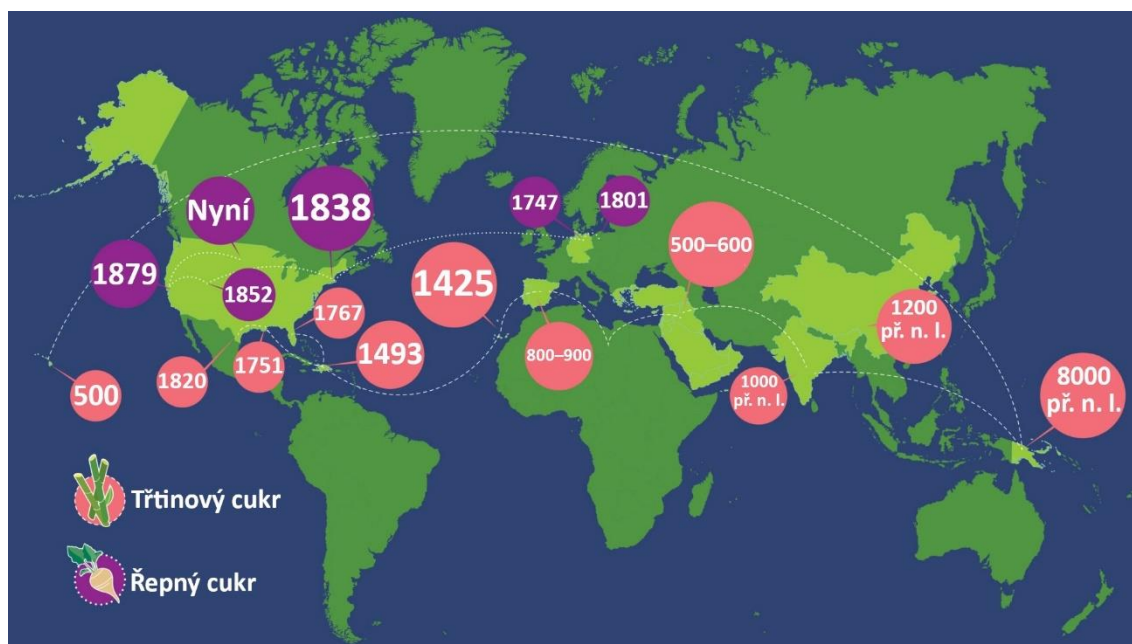 Nyní
1838
1747
1801
500–600
1879
1852
1425
1767
1200
př. n. l.
1493
800–900
1751
1820
500
1000
př. n. l.
8000
př. n. l.
Třtinový cukr
Řepný cukr